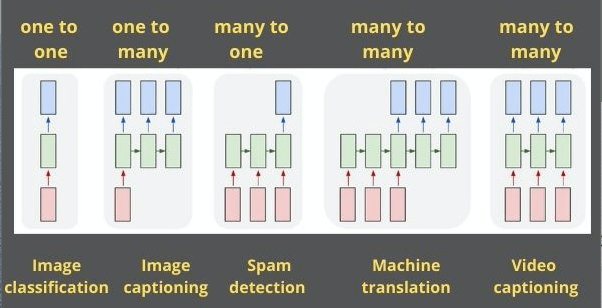 one to
one
one to
many
many to
one
many to
many
many to
many
Image
classification
Image
captioning
Spam
detection
Machine
translation
Video
captioning